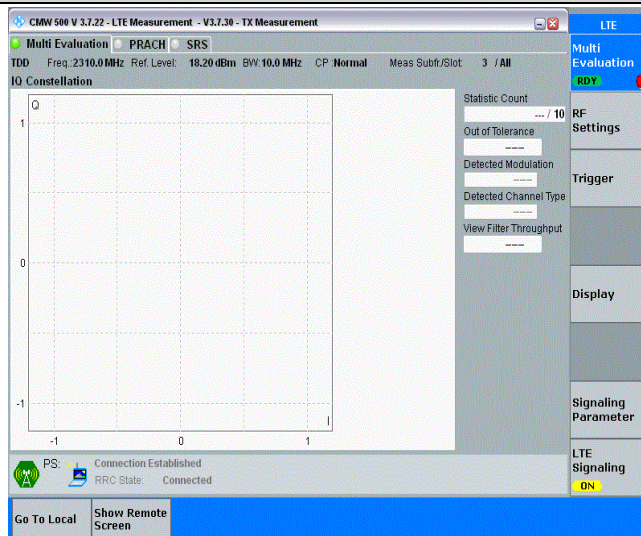 CMW 500 V 3.7.22 - LTE Measurement - V3.7.30 - TX Measurement
LTE
Multi Evaluation PRACH SRS
Multi
Evaluation
RDY
TDD Freq.:2310.0 MHz Ref. Level: 18.20 dBm BW:10.0 MHz CP :Normal Meas Subfr./Slot: 3 / All
IQ Constellation
Q
1
0
-1
I
-1 0 1
Statistic Count
--- / 10
Out of Tolerance
---
Detected Modulation
---
Detected Channel Type
---
View Filter Throughput
---
RF
Settings
Trigger
Display
Signaling
Parameter
LTE
Signaling
ON
PS: Connection Established
RRC State: Connected
Go To Local
Show Remote
Screen